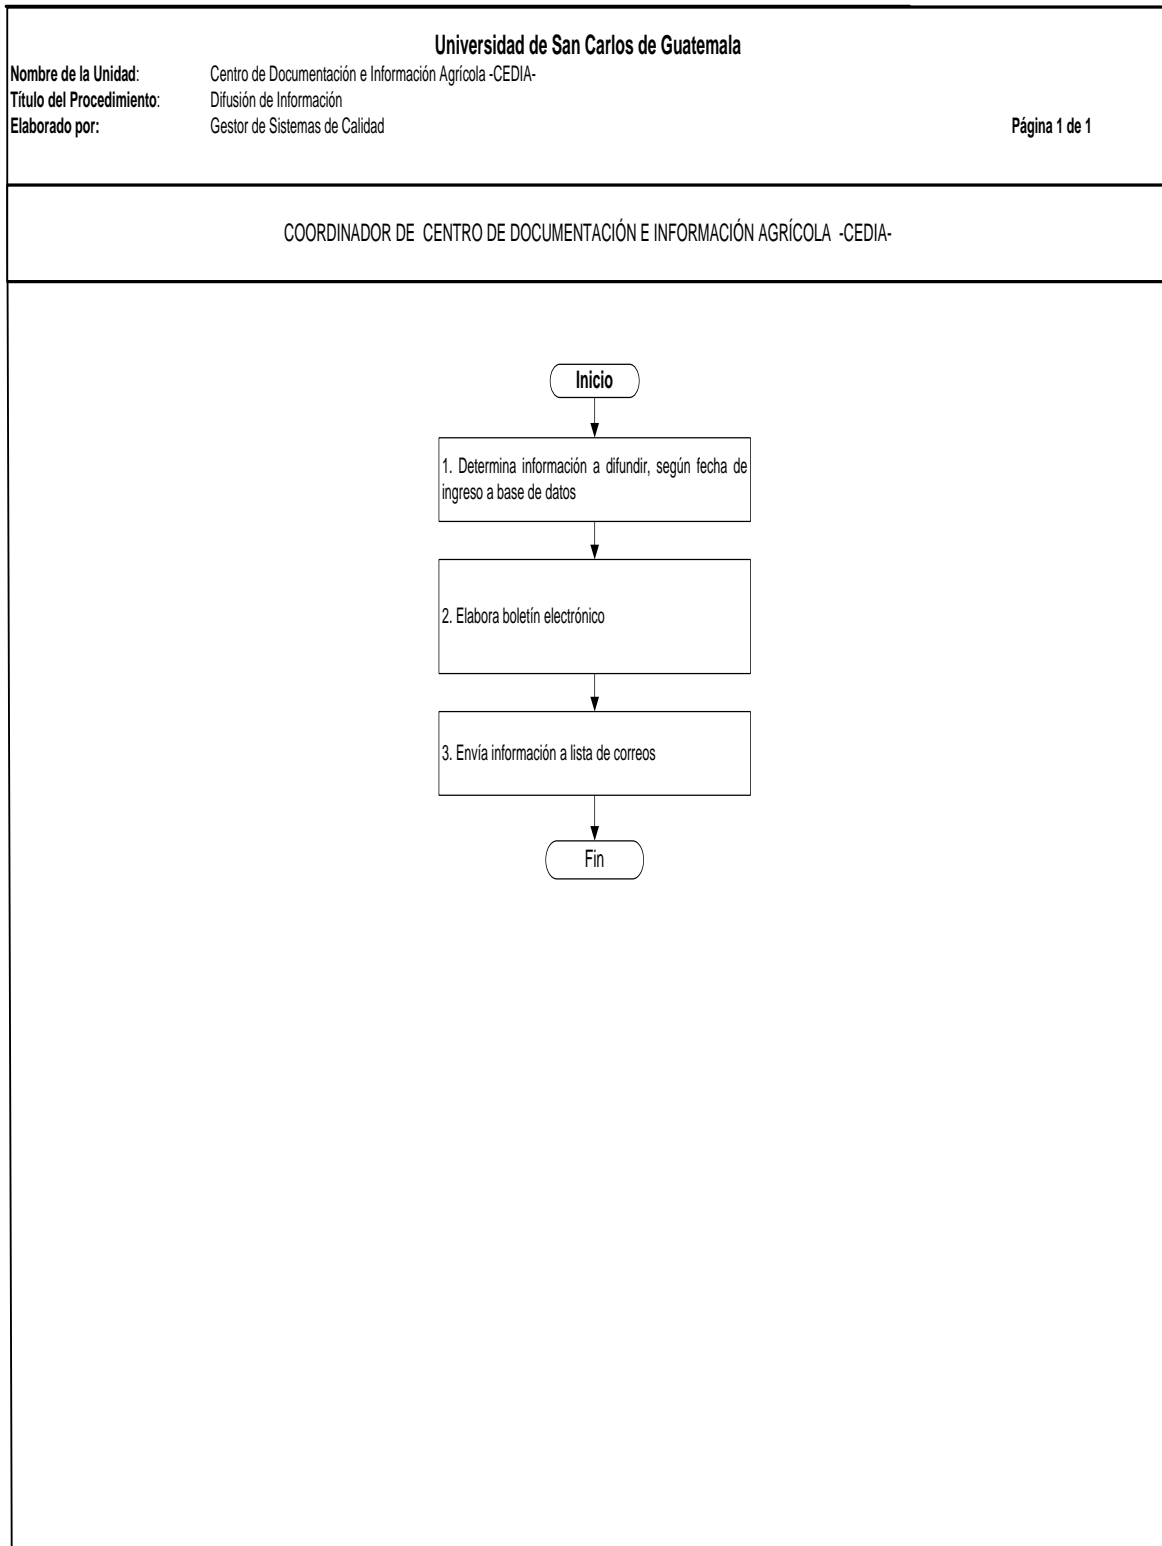 Universidad de San Carlos de Guatemala
Nombre de la Unidad: Centro de Documentación e Información Agrícola -CEDIA-
Título del Procedimiento: Difusión de Información
Elaborado por: Gestor de Sistemas de Calidad Página 1 de 1
COORDINADOR DE CENTRO DE DOCUMENTACIÓN E INFORMACIÓN AGRÍCOLA -CEDIA-
Inicio
1. Determina información a difundir, según fecha de
ingreso a base de datos
2. Elabora boletín electrónico
3. Envía información a lista de correos
Fin